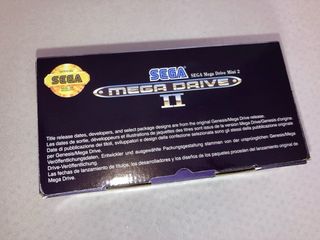 SEGA
SEGA Mega Drive Mini 2
MEGA DRIVE
II
Title release dates, developers, and select package designs are from the original Genesis/Mega Drive release.
Les dates de sortie, développeurs et illustrations de jaquettes des titres sont issus de la version Mega Drive/Genesis d'origine.
Date di pubblicazione dei titoli, sviluppatori e design della confezione selezionato sono gli stessi dalla pubblicazione originale
per Genesis/Mega Drive.
Veröffentlichungsdaten, Entwickler und ausgewählte Packungsgestaltung stammen von der ursprünglichen Genesis/Mega
Drive-Veröffentlichung.
Las fechas de lanzamiento de títulos, los desarrolladores y los diseños de los paquetes provienen del lanzamiento original de Genesis/
Mega Drive.